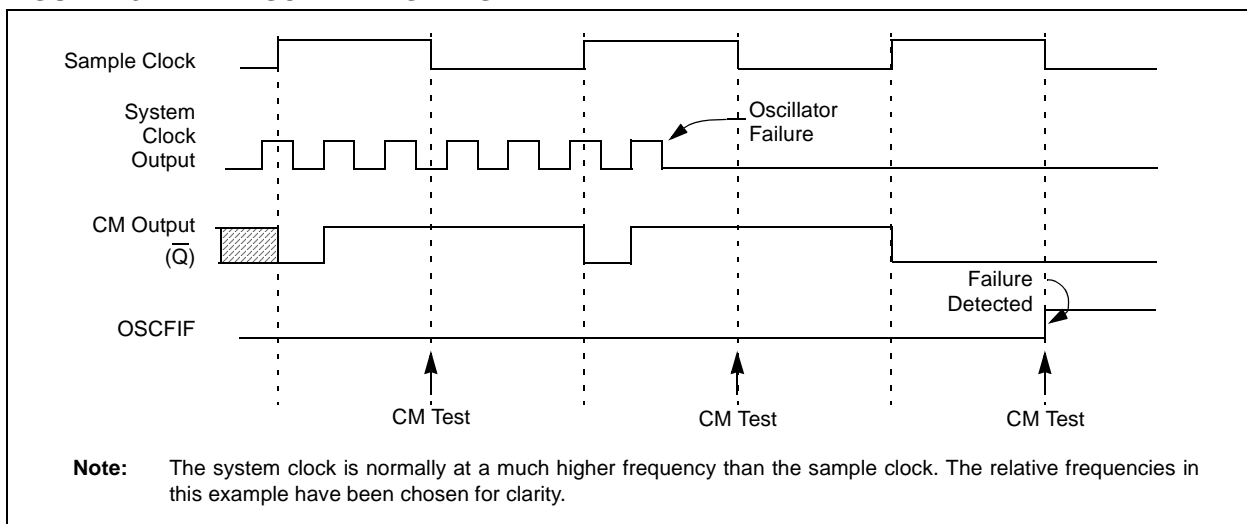 Sample Clock
System
Clock
Output
Oscillator
Failure
CM Output
(Q̅)
Failure
Detected
OSCFIF
CM Test
CM Test
CM Test
Note: The system clock is normally at a much higher frequency than the sample clock. The relative frequencies in
this example have been chosen for clarity.